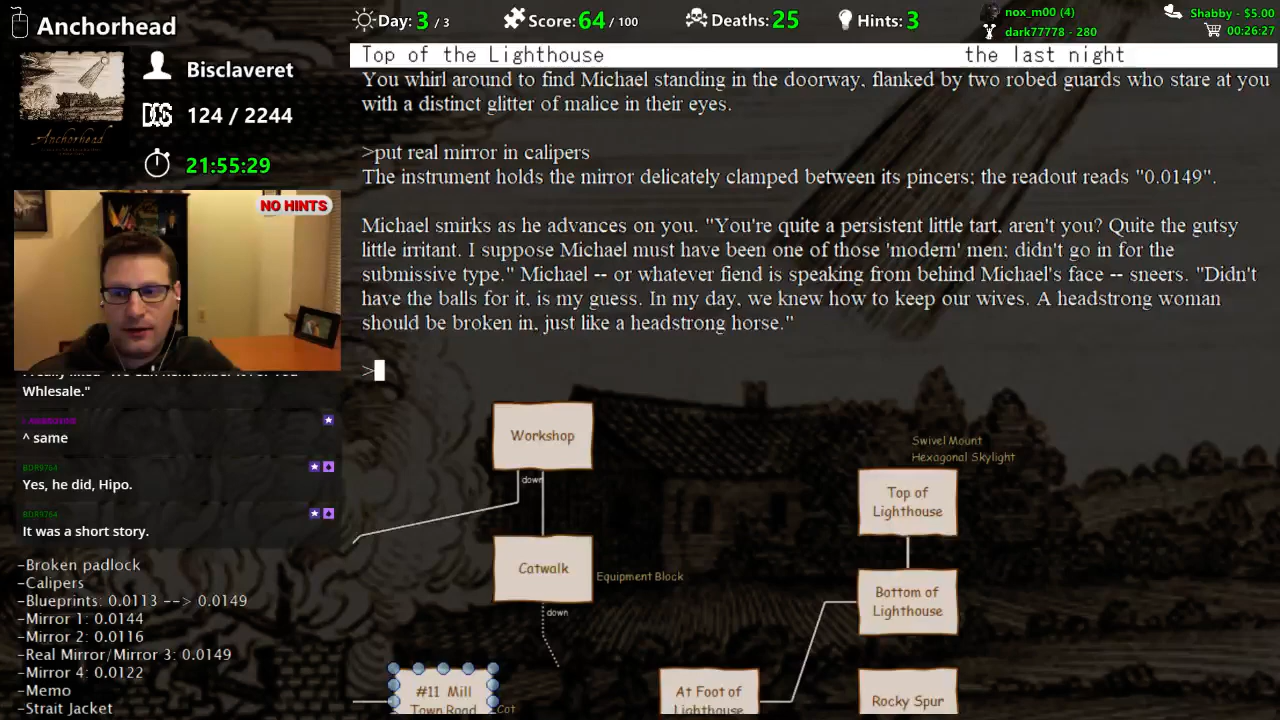 Anchorhead
Day: 3 / 3
Score: 64 / 100
Deaths: 25
Hints: 3
nox_m00 (4)
dark77778 - 280
Shabby - $5.00
00:26:27
Anchorhead
Bisclaveret
124 / 2244
21:55:29
NO HINTS
Top of the Lighthouse the last night
You whirl around to find Michael standing in the doorway, flanked by two robed guards who stare at you
with a distinct glitter of malice in their eyes.
>put real mirror in calipers
The instrument holds the mirror delicately clamped between its pincers; the readout reads "0.0149".
Michael smirks as he advances on you. "You're quite a persistent little tart, aren't you? Quite the gutsy
little irritant. I suppose Michael must have been one of those 'modern' men; didn't go in for the
submissive type." Michael -- or whatever fiend is speaking from behind Michael's face -- sneers. "Didn't
have the balls for it, is my guess. In my day, we knew how to keep our wives. A headstrong woman
should be broken in, just like a headstrong horse."
>
Whlesale."
^ same
BDR9764
Yes, he did, Hipo.
BDR9764
It was a short story.
-Broken padlock
-Calipers
-Blueprints: 0.0113 --> 0.0149
-Mirror 1: 0.0144
-Mirror 2: 0.0116
-Real Mirror/Mirror 3: 0.0149
-Mirror 4: 0.0122
-Memo
-Strait Jacket
Workshop
down
Catwalk
Equipment Block
down
#11 Mill
Town Road
Cot
Swivel Mount
Hexagonal Skylight
Top of
Lighthouse
Bottom of
Lighthouse
At Foot of
Lighthouse
Rocky Spur